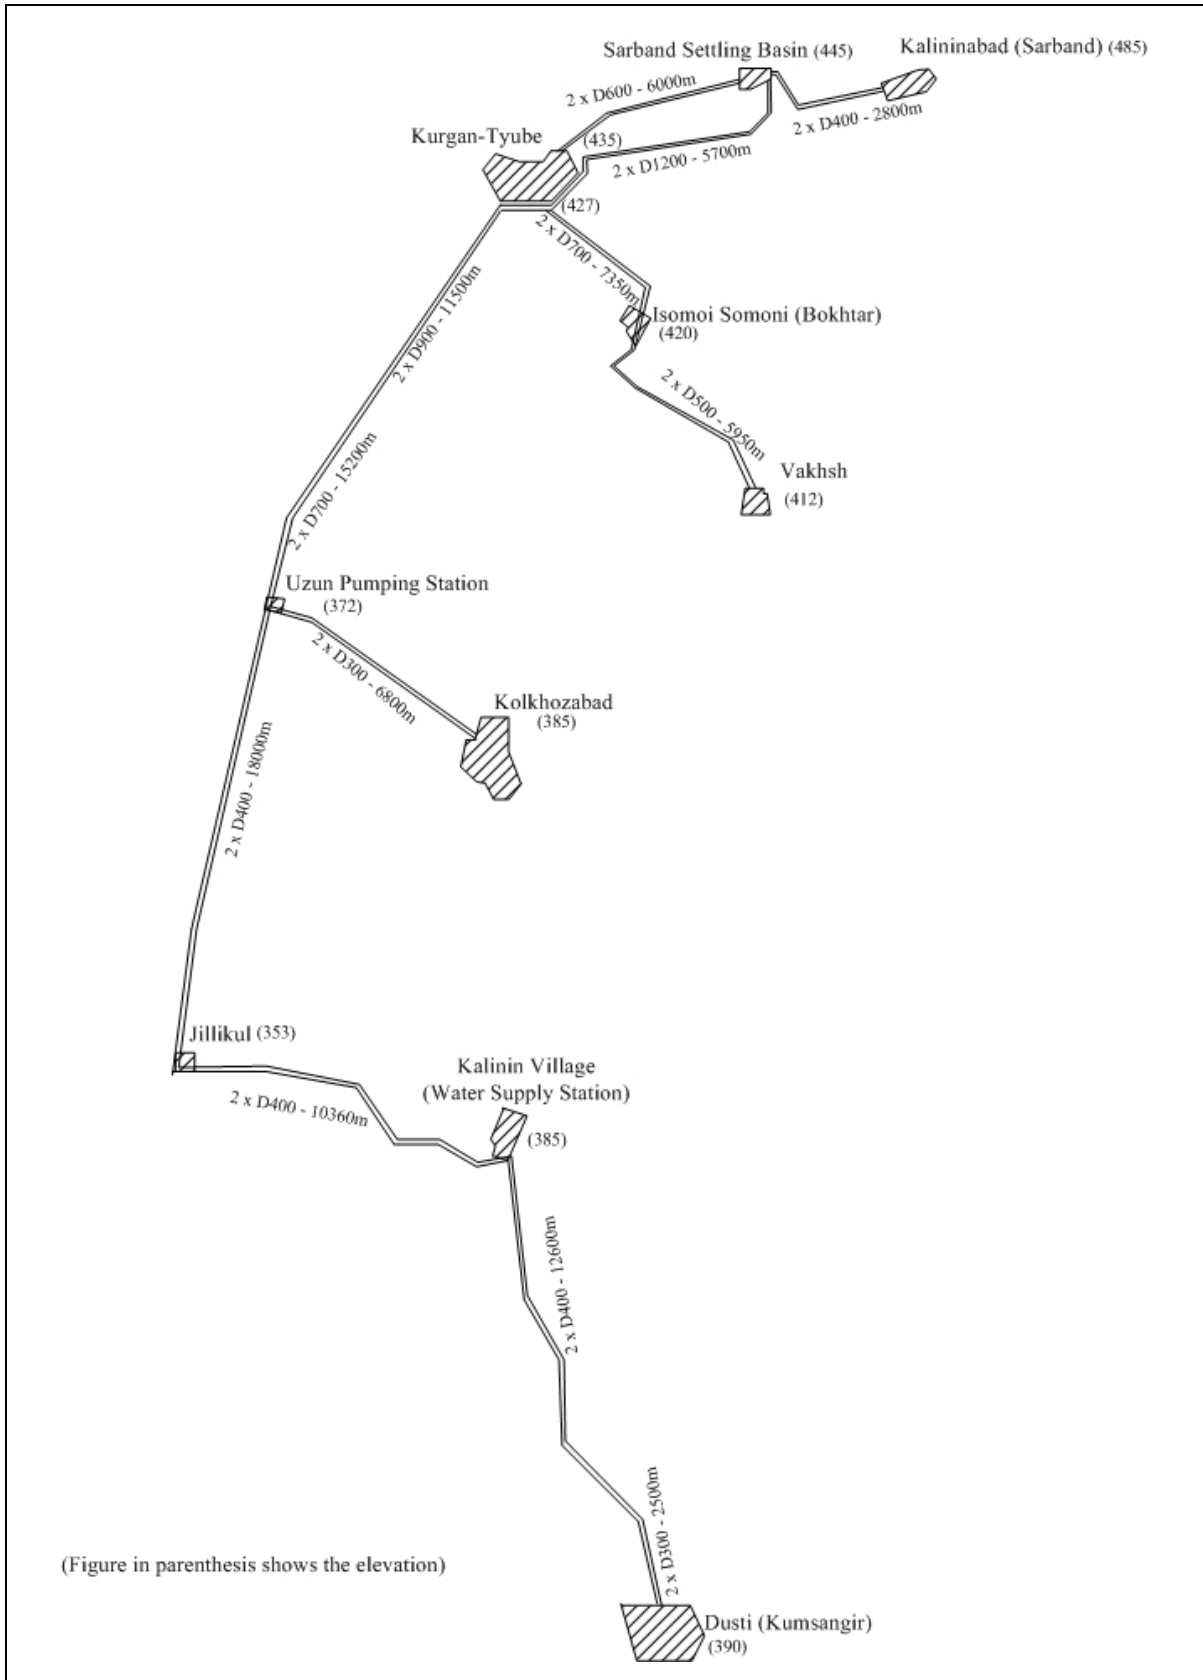 Sarband Settling Basin (445)
Kalininabad (Sarband) (485)
2 x D600 - 6000m
2 x D400 - 2800m
Kurgan-Tyube
(435)
2 x D1200 - 5700m
(427)
2 x D700 - 7350m
2 x D900 - 11500m
Isomoi Somoni (Bokhtar)
(420)
2 x D500 - 5950m
2 x D700 - 15200m
Vakhsh
(412)
Uzun Pumping Station
(372)
2 x D300 - 6800m
Kolkhozabad
(385)
2 x D400 - 18000m
Jillikul (353)
2 x D400 - 10360m
Kalinin Village
(Water Supply Station)
(385)
2 x D400 - 12600m
2 x D300 - 2500m
(Figure in parenthesis shows the elevation)
Dusti (Kumsangir)
(390)